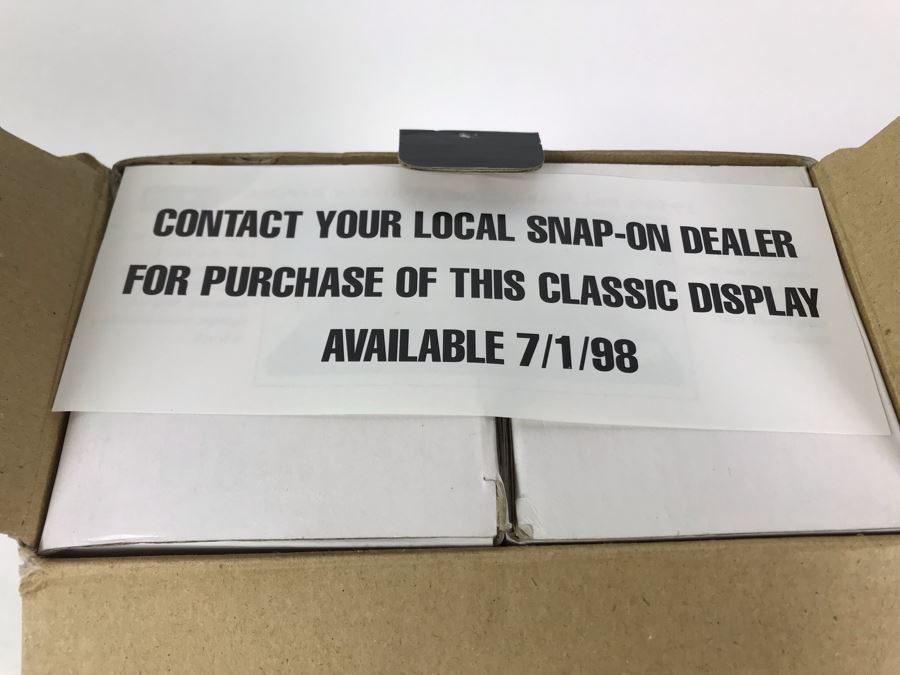 CONTACT YOUR LOCAL SNAP-ON DEALER
FOR PURCHASE OF THIS CLASSIC DISPLAY
AVAILABLE 7/1/98